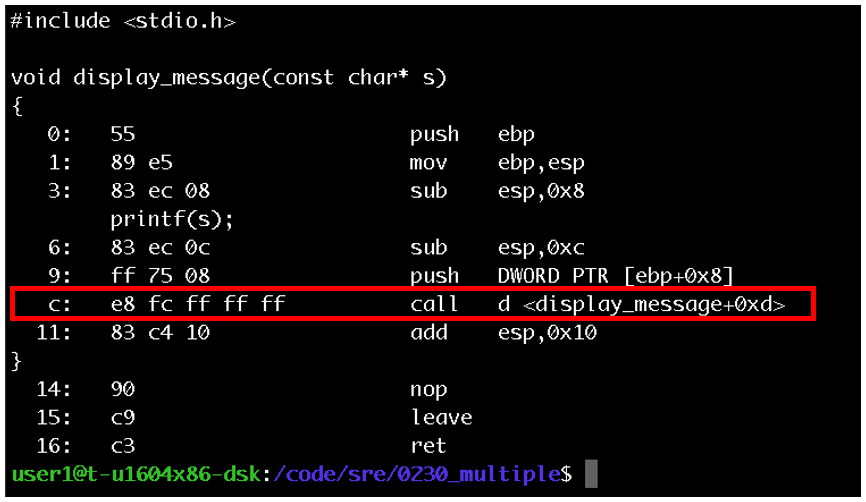 #include <stdio.h>
void display_message(const char* s)
{
0: 55 push ebp
1: 89 e5 mov ebp,esp
3: 83 ec 08 sub esp,0x8
printf(s);
6: 83 ec 0c sub esp,0xc
9: ff 75 08 push DWORD PTR [ebp+0x8]
c: e8 fc ff ff ff call d <display_message+0xd>
11: 83 c4 10 add esp,0x10
}
14: 90 nop
15: c9 leave
16: c3 ret
user1@t-u1604x86-dsk:/code/sre/0230_multiple$